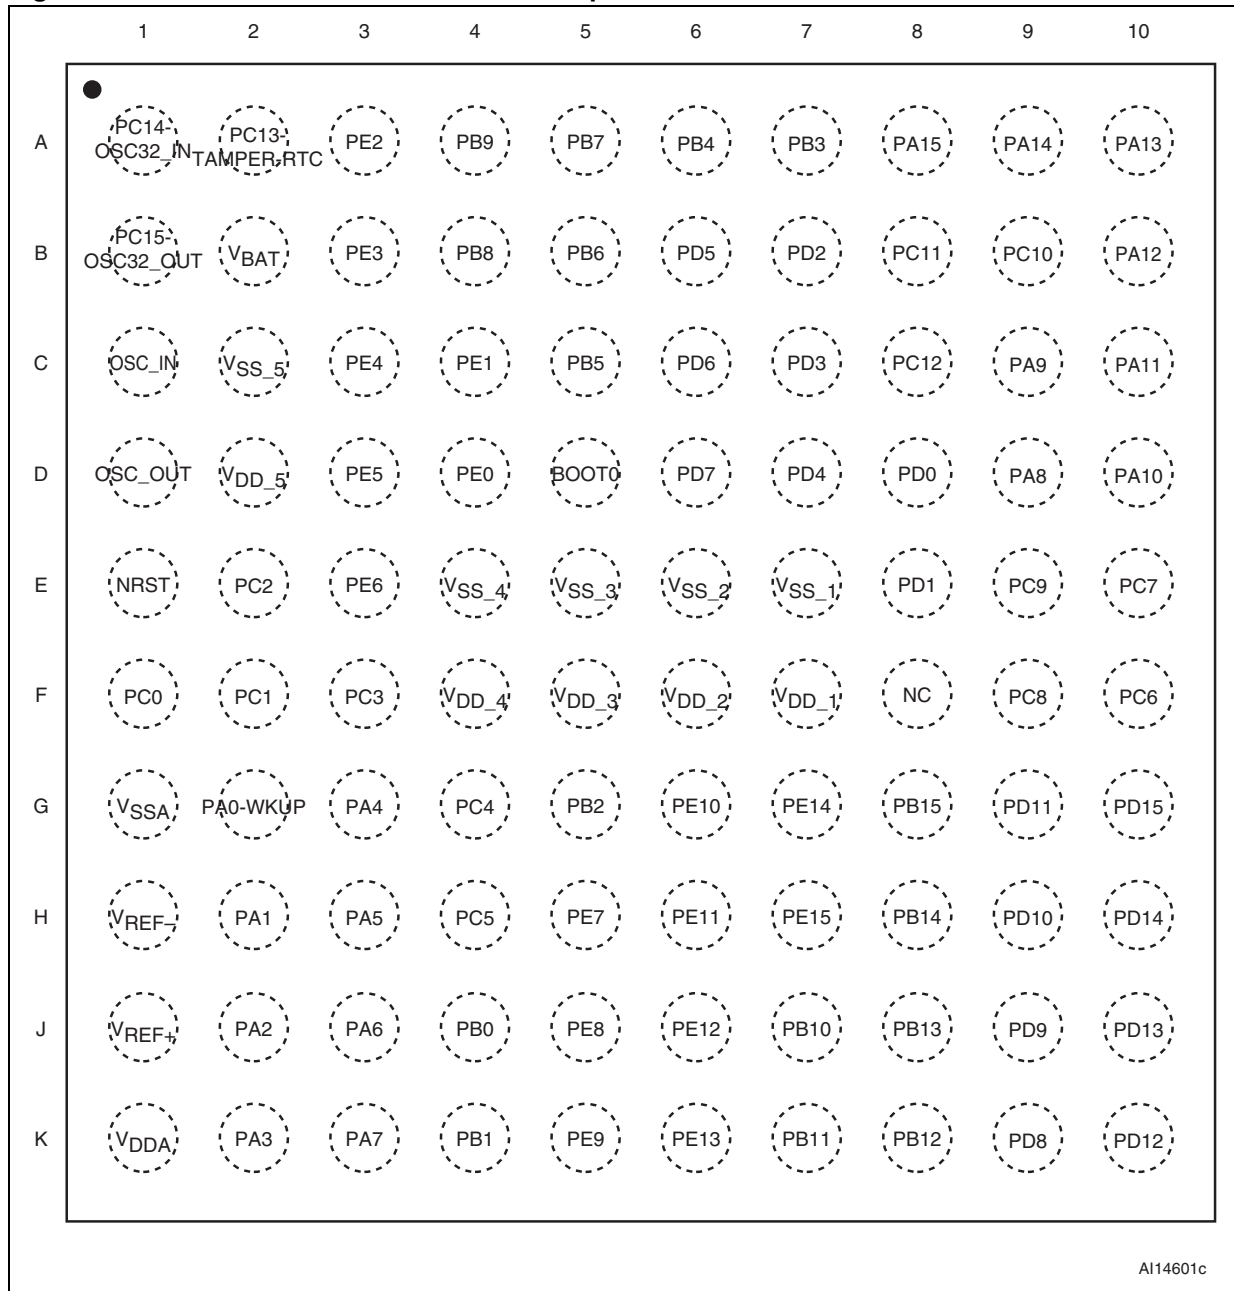 1 2 3 4 5 6 7 8 9 10
A PC14-OSC32_IN PC13-TAMPER-RTC PE2 PB9 PB7 PB4 PB3 PA15 PA14 PA13
B PC15-OSC32_OUT VBAT PE3 PB8 PB6 PD5 PD2 PC11 PC10 PA12
C OSC_IN VSS_5 PE4 PE1 PB5 PD6 PD3 PC12 PA9 PA11
D OSC_OUT VDD_5 PE5 PE0 BOOT0 PD7 PD4 PD0 PA8 PA10
E NRST PC2 PE6 VSS_4 VSS_3 VSS_2 VSS_1 PD1 PC9 PC7
F PC0 PC1 PC3 VDD_4 VDD_3 VDD_2 VDD_1 NC PC8 PC6
G VSSA PA0-WKUP PA4 PC4 PB2 PE10 PE14 PB15 PD11 PD15
H VREF– PA1 PA5 PC5 PE7 PE11 PE15 PB14 PD10 PD14
J VREF+ PA2 PA6 PB0 PE8 PE12 PB10 PB13 PD9 PD13
K VDDA PA3 PA7 PB1 PE9 PE13 PB11 PB12 PD8 PD12
AI14601c